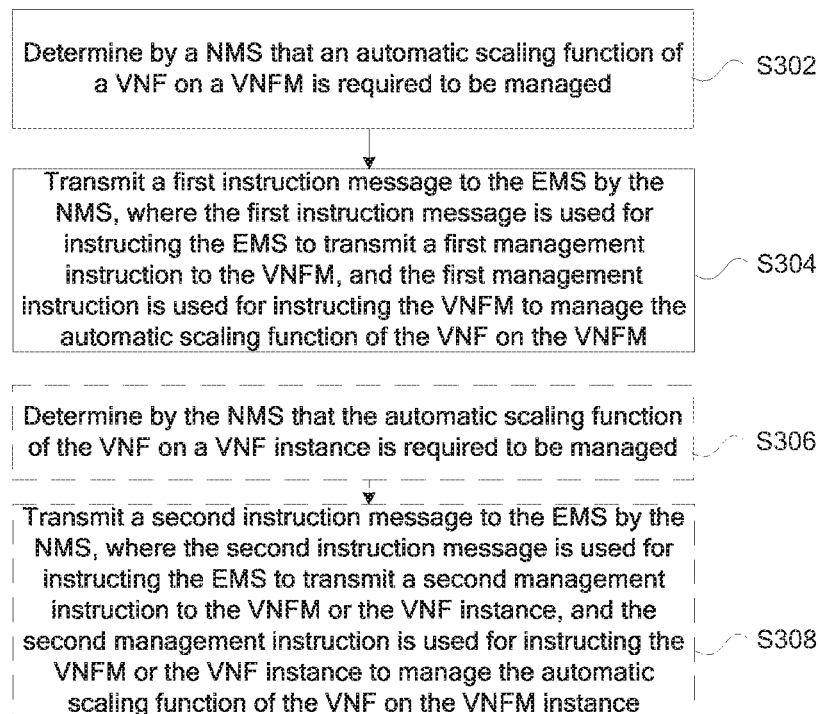 Determine by a NMS that an automatic scaling function of
a VNF on a VNFM is required to be managed
S302
Transmit a first instruction message to the EMS by the
NMS, where the first instruction message is used for
instructing the EMS to transmit a first management
instruction to the VNFM, and the first management
instruction is used for instructing the VNFM to manage the
automatic scaling function of the VNF on the VNFM
S304
Determine by the NMS that the automatic scaling function
of the VNF on a VNF instance is required to be managed
S306
Transmit a second instruction message to the EMS by the
NMS, where the second instruction message is used for
instructing the EMS to transmit a second management
instruction to the VNFM or the VNF instance, and the
second management instruction is used for instructing the
VNFM or the VNF instance to manage the automatic
scaling function of the VNF on the VNFM instance
S308